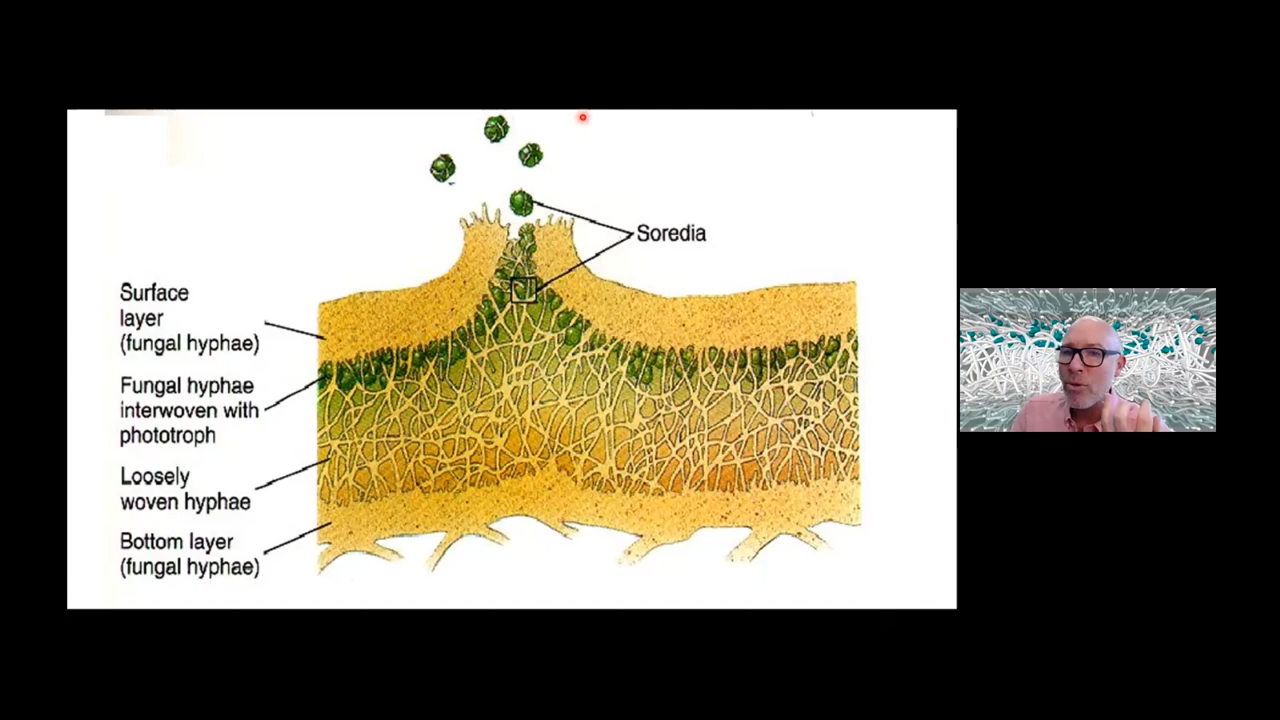 Soredia
Surface
layer
(fungal hyphae)
Fungal hyphae
interwoven with
phototroph
Loosely
woven hyphae
Bottom layer
(fungal hyphae)